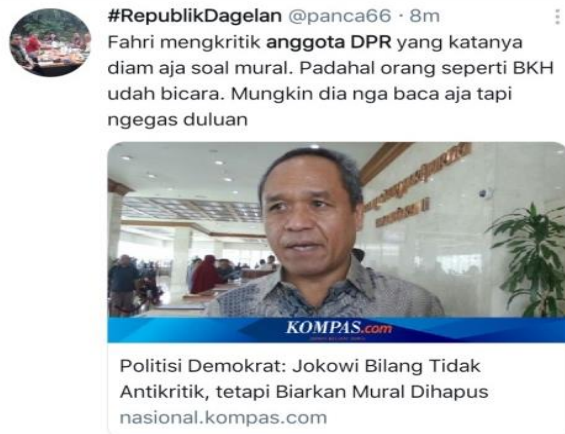 #RepublikDagelan @panca66 · 8m
Fahri mengkritik anggota DPR yang katanya
diam aja soal mural. Padahal orang seperti BKH
udah bicara. Mungkin dia nga baca aja tapi
ngegas duluan
KOMPAS.com
Politisi Demokrat: Jokowi Bilang Tidak
Antikritik, tetapi Biarkan Mural Dihapus
nasional.kompas.com